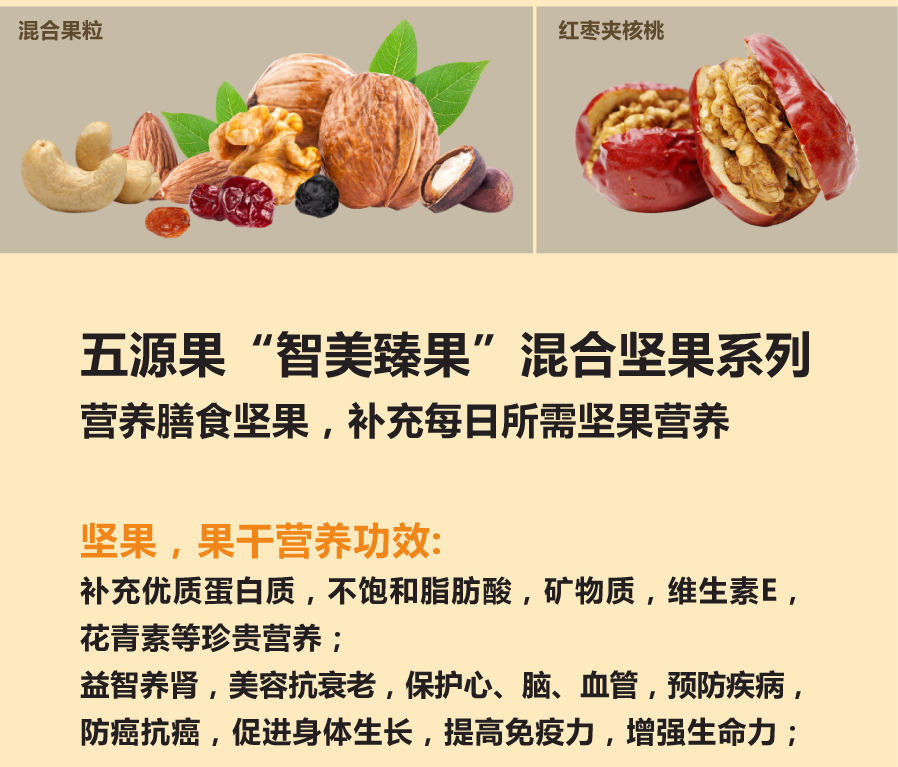 混合果粒
红枣夹核桃
五源果“智美臻果”混合坚果系列
营养膳食坚果，补充每日所需坚果营养
坚果，果干营养功效:
补充优质蛋白质，不饱和脂肪酸，矿物质，维生素E，
花青素等珍贵营养；
益智养肾，美容抗衰老，保护心、脑、血管，预防疾病，
防癌抗癌，促进身体生长，提高免疫力，增强生命力；